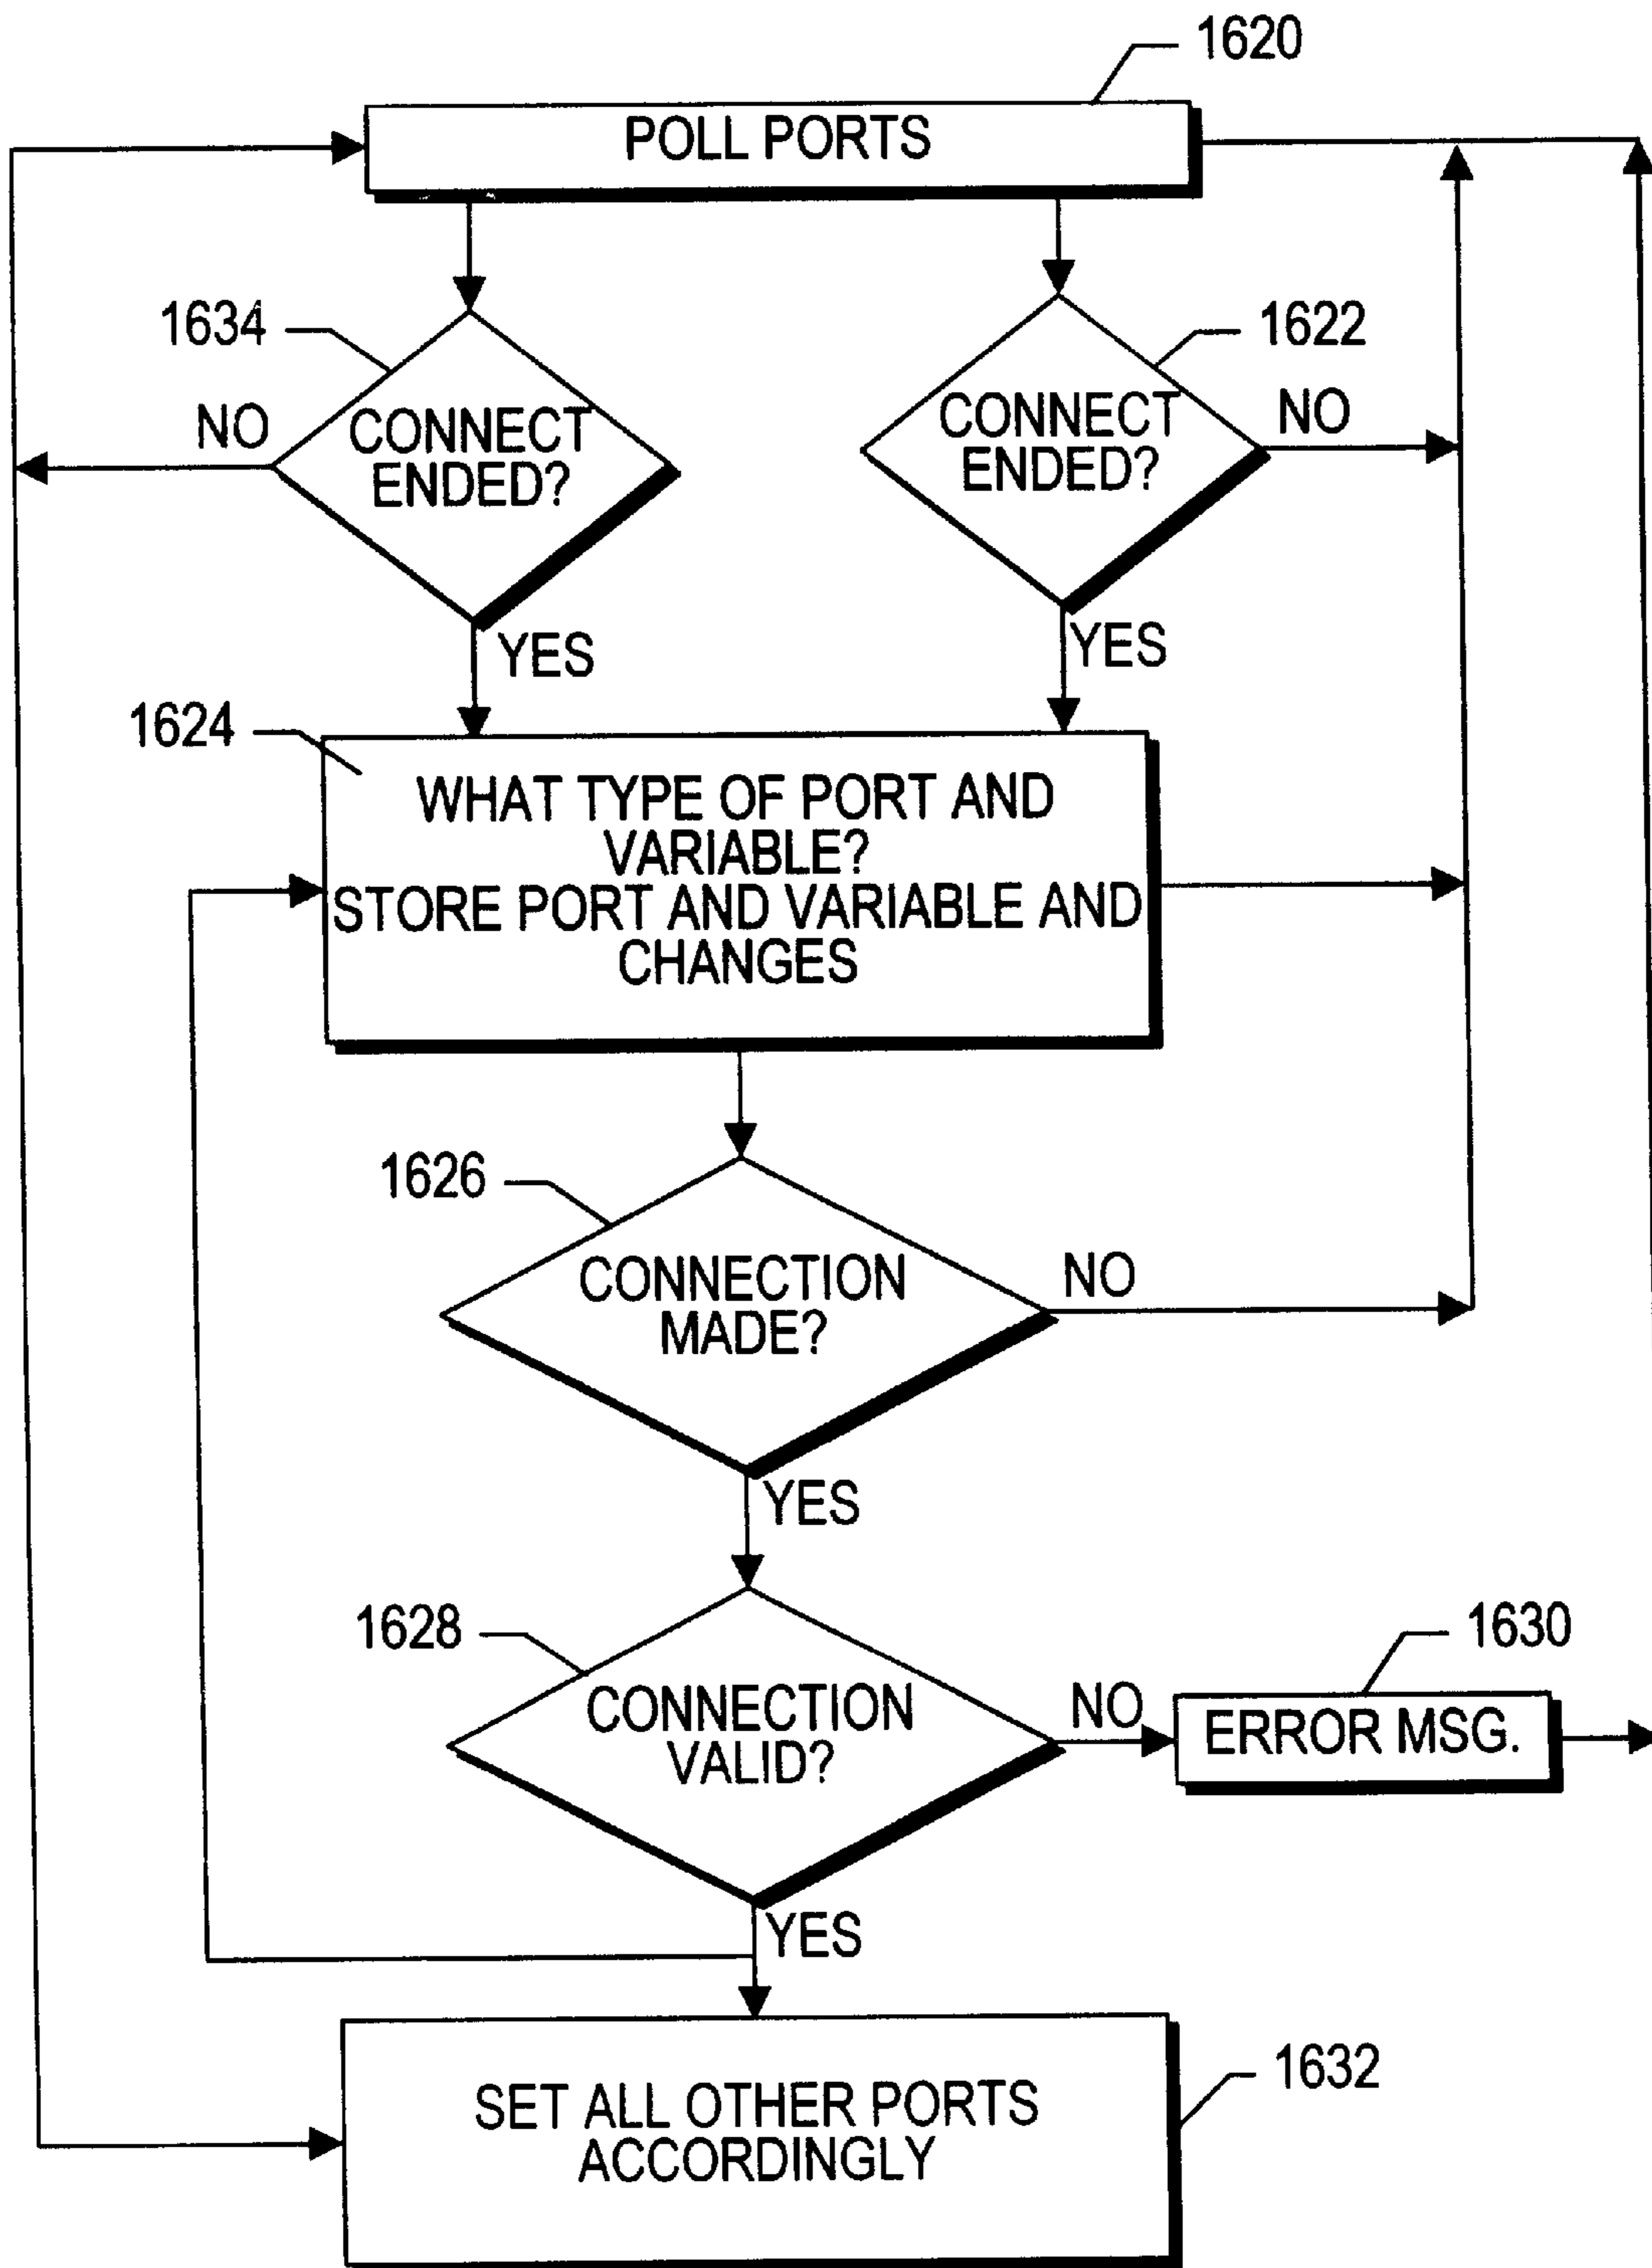 1620
POLL PORTS
1634
1622
NO
CONNECT
ENDED?
CONNECT
ENDED?
NO
YES
YES
1624
WHAT TYPE OF PORT AND
VARIABLE?
STORE PORT AND VARIABLE AND
CHANGES
1626
CONNECTION
MADE?
NO
YES
1628
CONNECTION
VALID?
NO
1630
ERROR MSG.
YES
SET ALL OTHER PORTS
ACCORDINGLY
1632